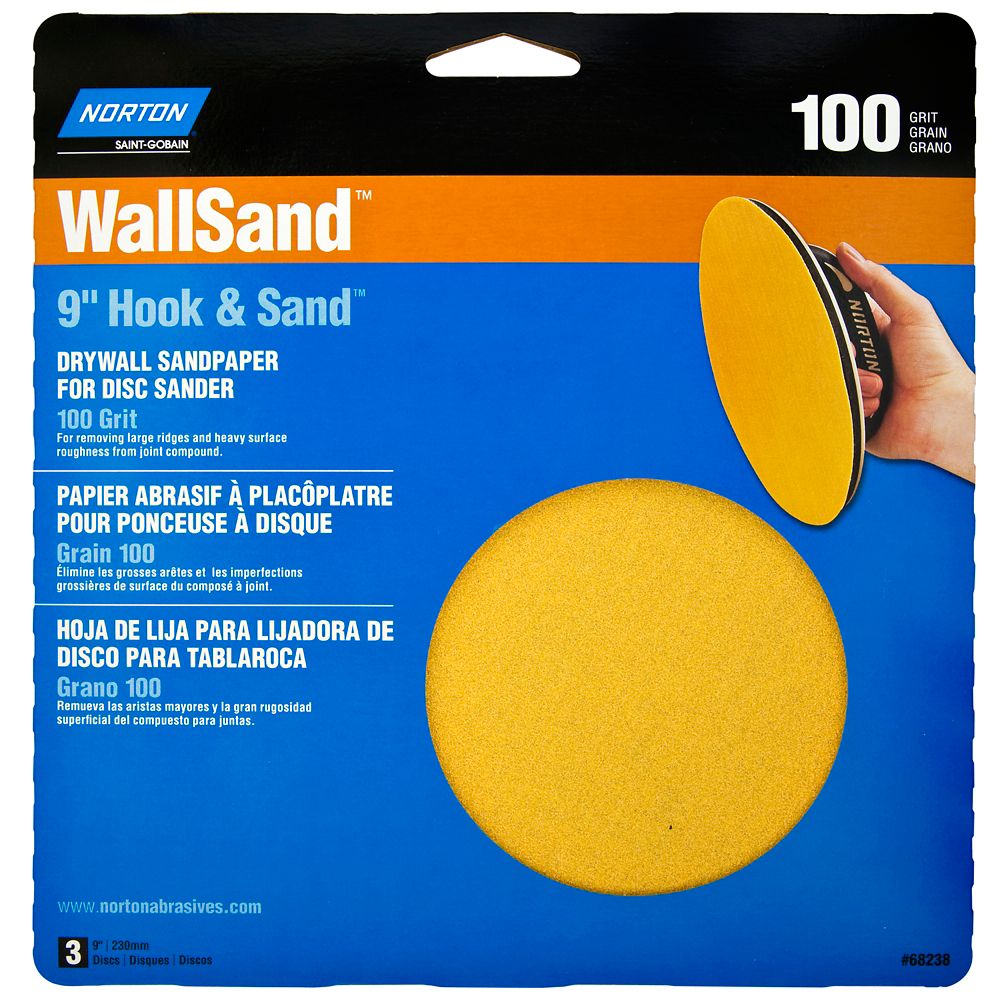 NORTON
SAINT-GOBAIN
100 GRIT
GRAIN
GRANO
WallSand™
9" Hook & Sand™
NORTON
DRYWALL SANDPAPER
FOR DISC SANDER
100 Grit
For removing large ridges and heavy surface
roughness from joint compound.
PAPIER ABRASIF À PLACÔPLATRE
POUR PONCEUSE À DISQUE
Grain 100
Élimine les grosses arêtes et les imperfections
grossières de surface du composé à joint.
HOJA DE LIJA PARA LIJADORA DE
DISCO PARA TABLAROCA
Grano 100
Remueva las aristas mayores y la gran rugosidad
superficial del compuesto para juntas.
www.nortonabrasives.com
3 9" | 230mm
Discs | Disques | Discos
#68238